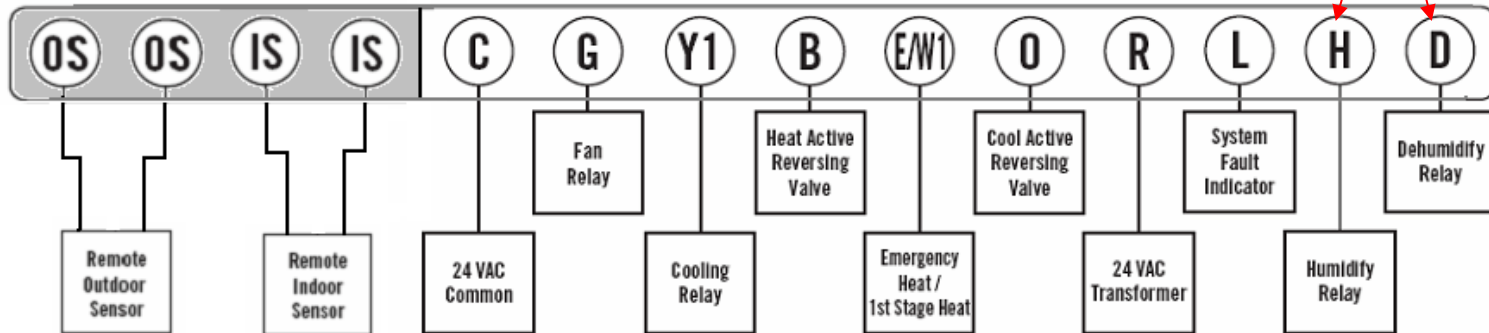 OS OS IS IS C G Y1 B E/W1 O R L H D
Fan
Relay
Heat Active
Reversing
Valve
Cool Active
Reversing
Valve
System
Fault
Indicator
Dehumidify
Relay
Remote
Outdoor
Sensor
Remote
Indoor
Sensor
24 VAC
Common
Cooling
Relay
Emergency
Heat /
1st Stage Heat
24 VAC
Transformer
Humidify
Relay